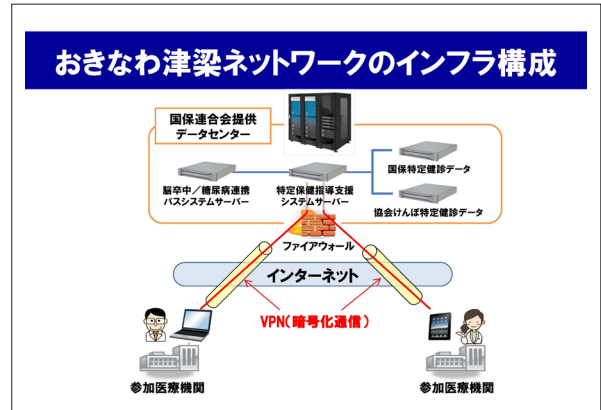 おきなわ津梁ネットワークのインフラ構成
国保連合会提供
データセンター
国保特定健診データ
脳卒中/糖尿病連携
パスシステムサーバー
特定保健指導支援
システムサーバー
協会けんぽ特定健診データ
ファイアウォール
インターネット
VPN(暗号化通信)
参加医療機関
参加医療機関